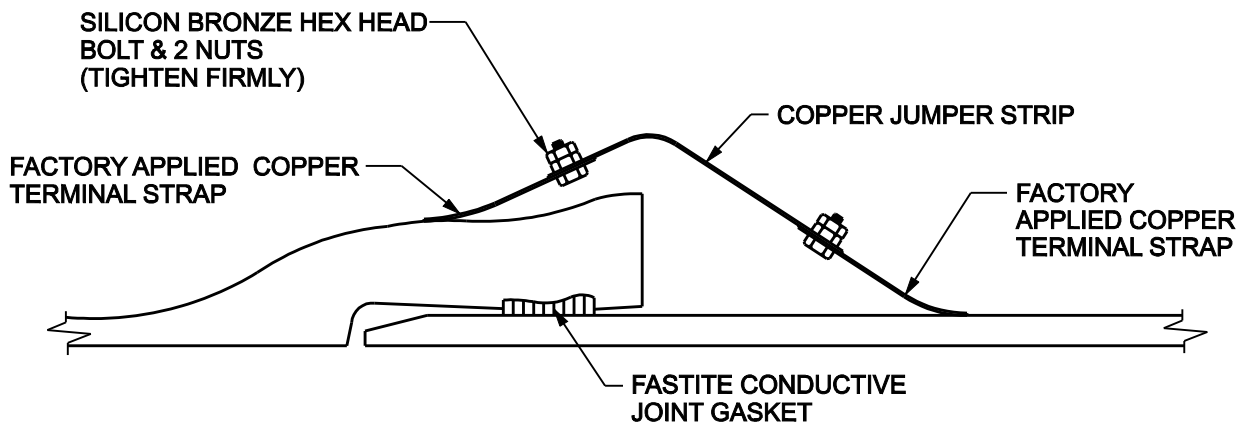 SILICON BRONZE HEX HEAD
BOLT & 2 NUTS
(TIGHTEN FIRMLY)
COPPER JUMPER STRIP
FACTORY APPLIED COPPER
TERMINAL STRAP
FACTORY
APPLIED COPPER
TERMINAL STRAP
FASTITE CONDUCTIVE
JOINT GASKET